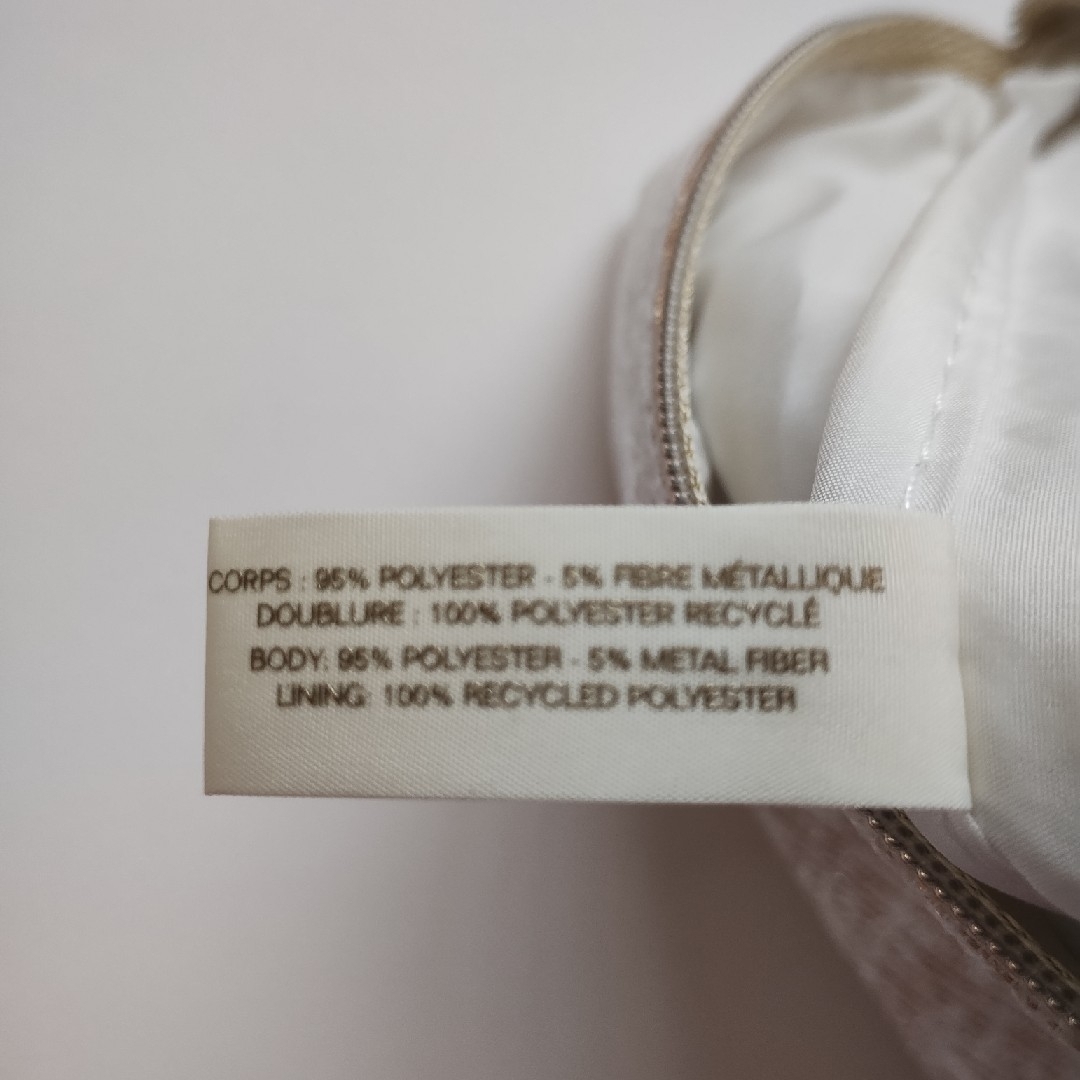 CORPS : 95% POLYESTER - 5% FIBRE MÉTALLIQUE
DOUBLURE : 100% POLYESTER RECYCLÉ
BODY: 95% POLYESTER - 5% METAL FIBER
LINING: 100% RECYCLED POLYESTER